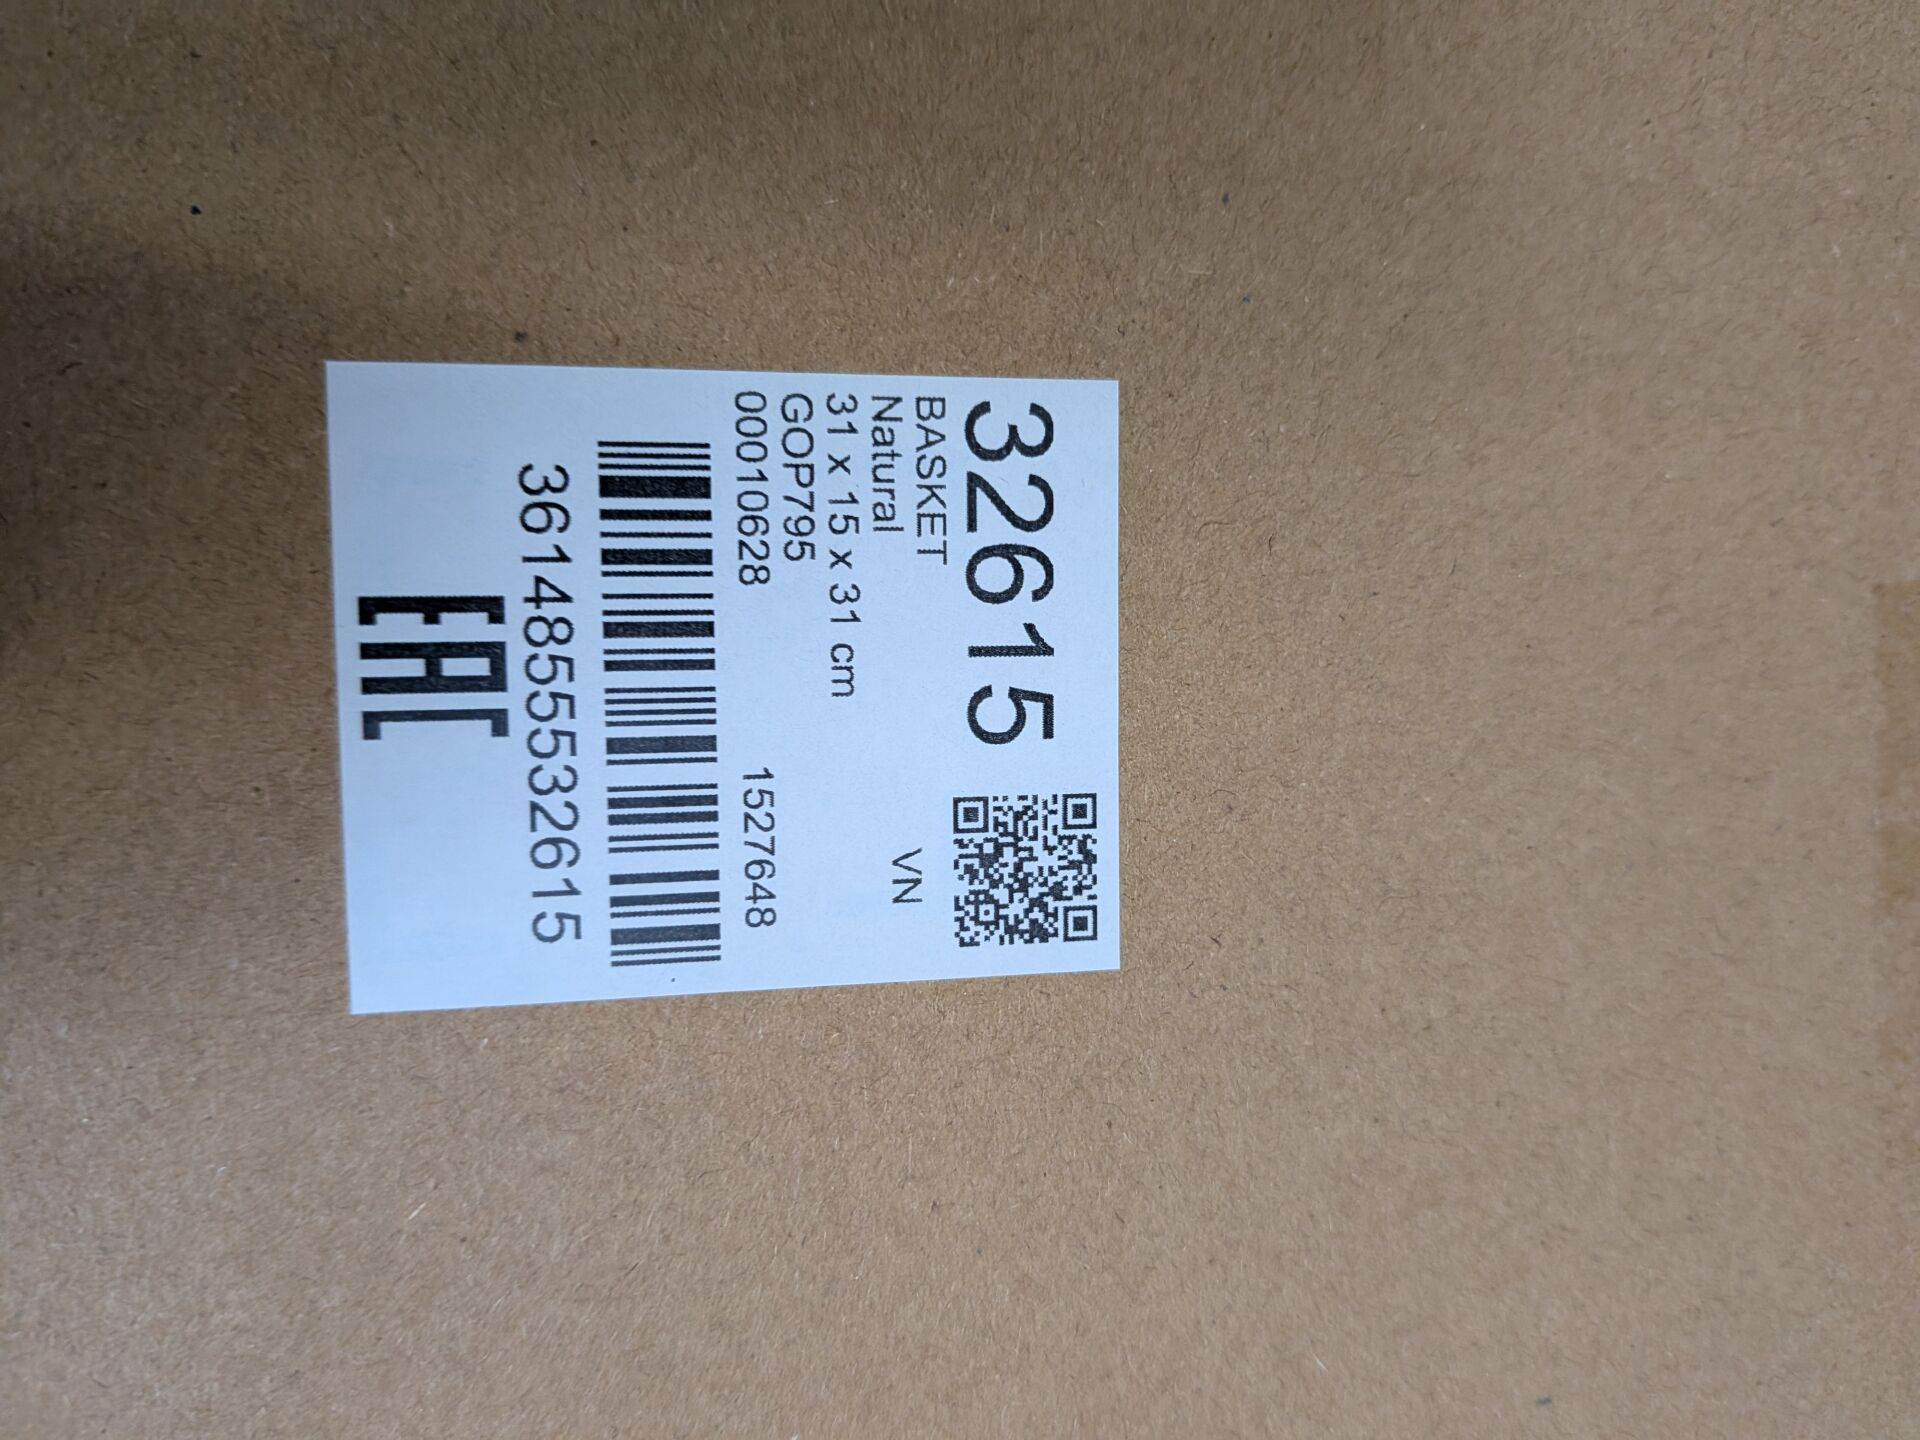 32615
BASKET
Natural
VN
31 x 15 x 31 cm
GOP795
00010628 1527648
3614855532615
EAC